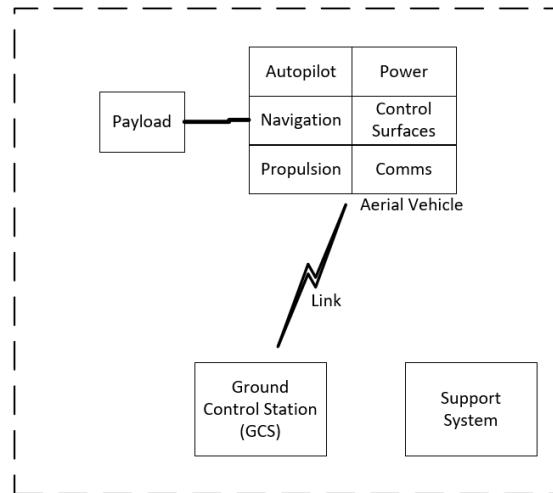 Autopilot
Power
Payload
Navigation
Control
Surfaces
Propulsion
Comms
Aerial Vehicle
Link
Ground
Control Station
(GCS)
Support
System